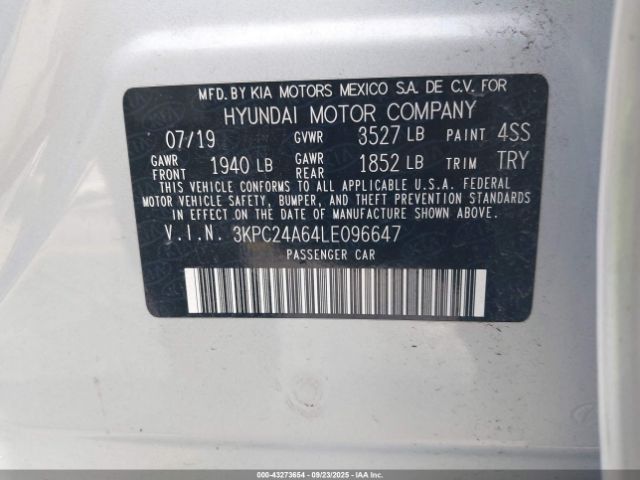 MFD. BY KIA MOTORS MEXICO S.A. DE C.V. FOR
HYUNDAI MOTOR COMPANY
07/19 GVWR 3527 LB PAINT 4SS
GAWR FRONT 1940 LB GAWR REAR 1852 LB TRIM TRY
THIS VEHICLE CONFORMS TO ALL APPLICABLE U.S.A. FEDERAL
MOTOR VEHICLE SAFETY, BUMPER, AND THEFT PREVENTION STANDARDS
IN EFFECT ON THE DATE OF MANUFACTURE SHOWN ABOVE.
V.I.N. 3KPC24A64LE096647
PASSENGER CAR
000-43273654 - 09/23/2025 - IAAI.CA